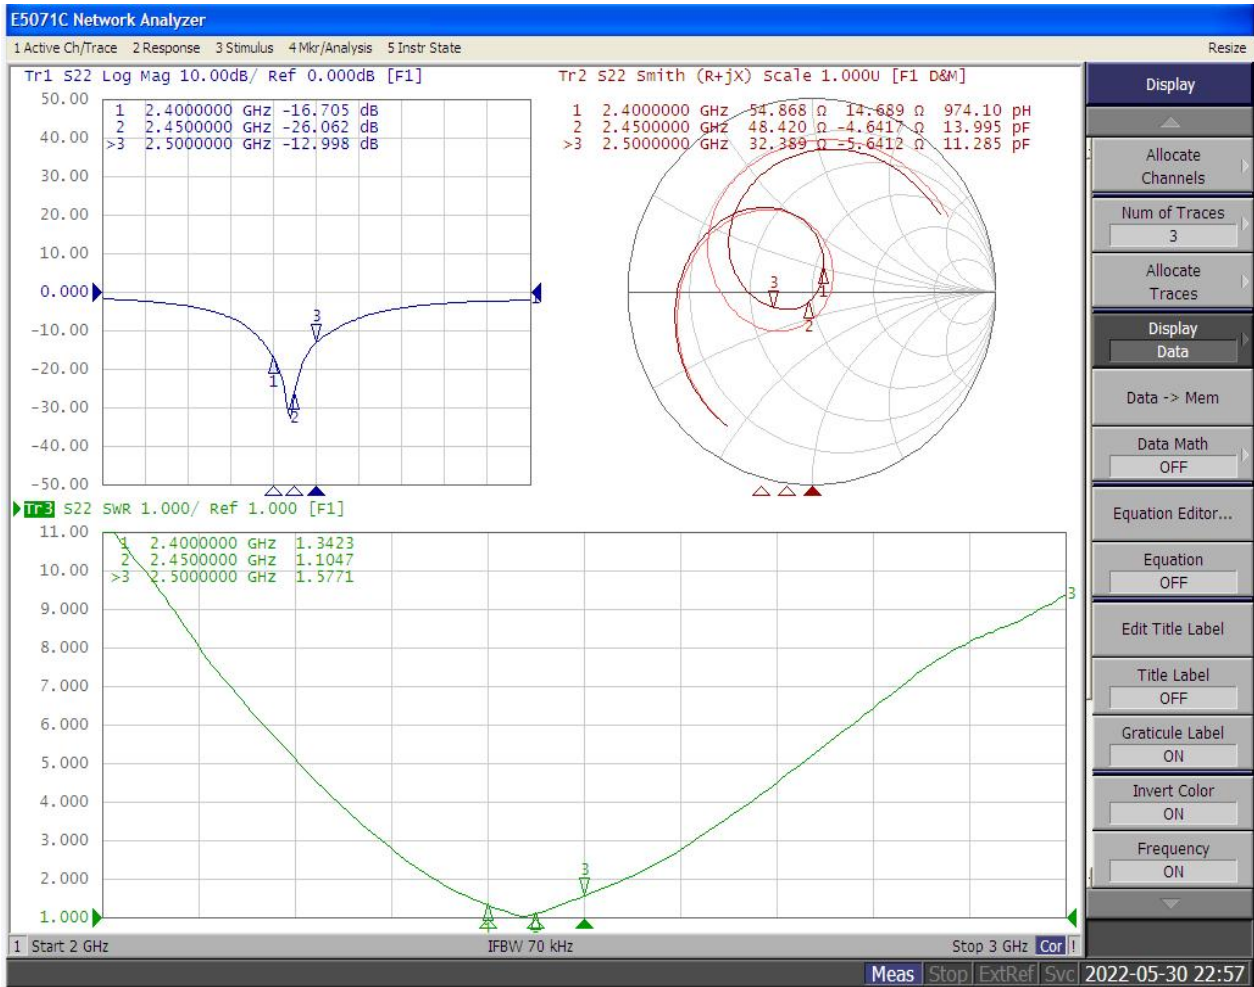 E5071C Network Analyzer
1 Active Ch/Trace 2 Response 3 Stimulus 4 Mkr/Analysis 5 Instr State Resize
Tr1 S22 Log Mag 10.00dB/ Ref 0.000dB [F1]
50.00
40.00
30.00
20.00
10.00
0.000
-10.00
-20.00
-30.00
-40.00
-50.00
1 2.4000000 GHz -16.705 dB
2 2.4500000 GHz -26.062 dB
>3 2.5000000 GHz -12.998 dB
3
1
2
1
Tr2 S22 Smith (R+jX) Scale 1.000U [F1 D&M]
1 2.4000000 GHz 54.868 Ω 14.689 Ω 974.10 pH
2 2.4500000 GHz 48.420 Ω -4.6417 Ω 13.995 pF
>3 2.5000000 GHz 32.389 Ω -5.6412 Ω 11.285 pF
3
1
2
Tr3 S22 SWR 1.000/ Ref 1.000 [F1]
11.00
10.00
9.000
8.000
7.000
6.000
5.000
4.000
3.000
2.000
1.000
1 2.4000000 GHz 1.3423
2 2.4500000 GHz 1.1047
>3 2.5000000 GHz 1.5771
3
3
1 Start 2 GHz IFBW 70 kHz Stop 3 GHz Cor !
Display
Allocate
Channels
Num of Traces
3
Allocate
Traces
Display
Data
Data -> Mem
Data Math
OFF
Equation Editor...
Equation
OFF
Edit Title Label
Title Label
OFF
Graticule Label
ON
Invert Color
ON
Frequency
ON
Meas Stop ExtRef Svc 2022-05-30 22:57